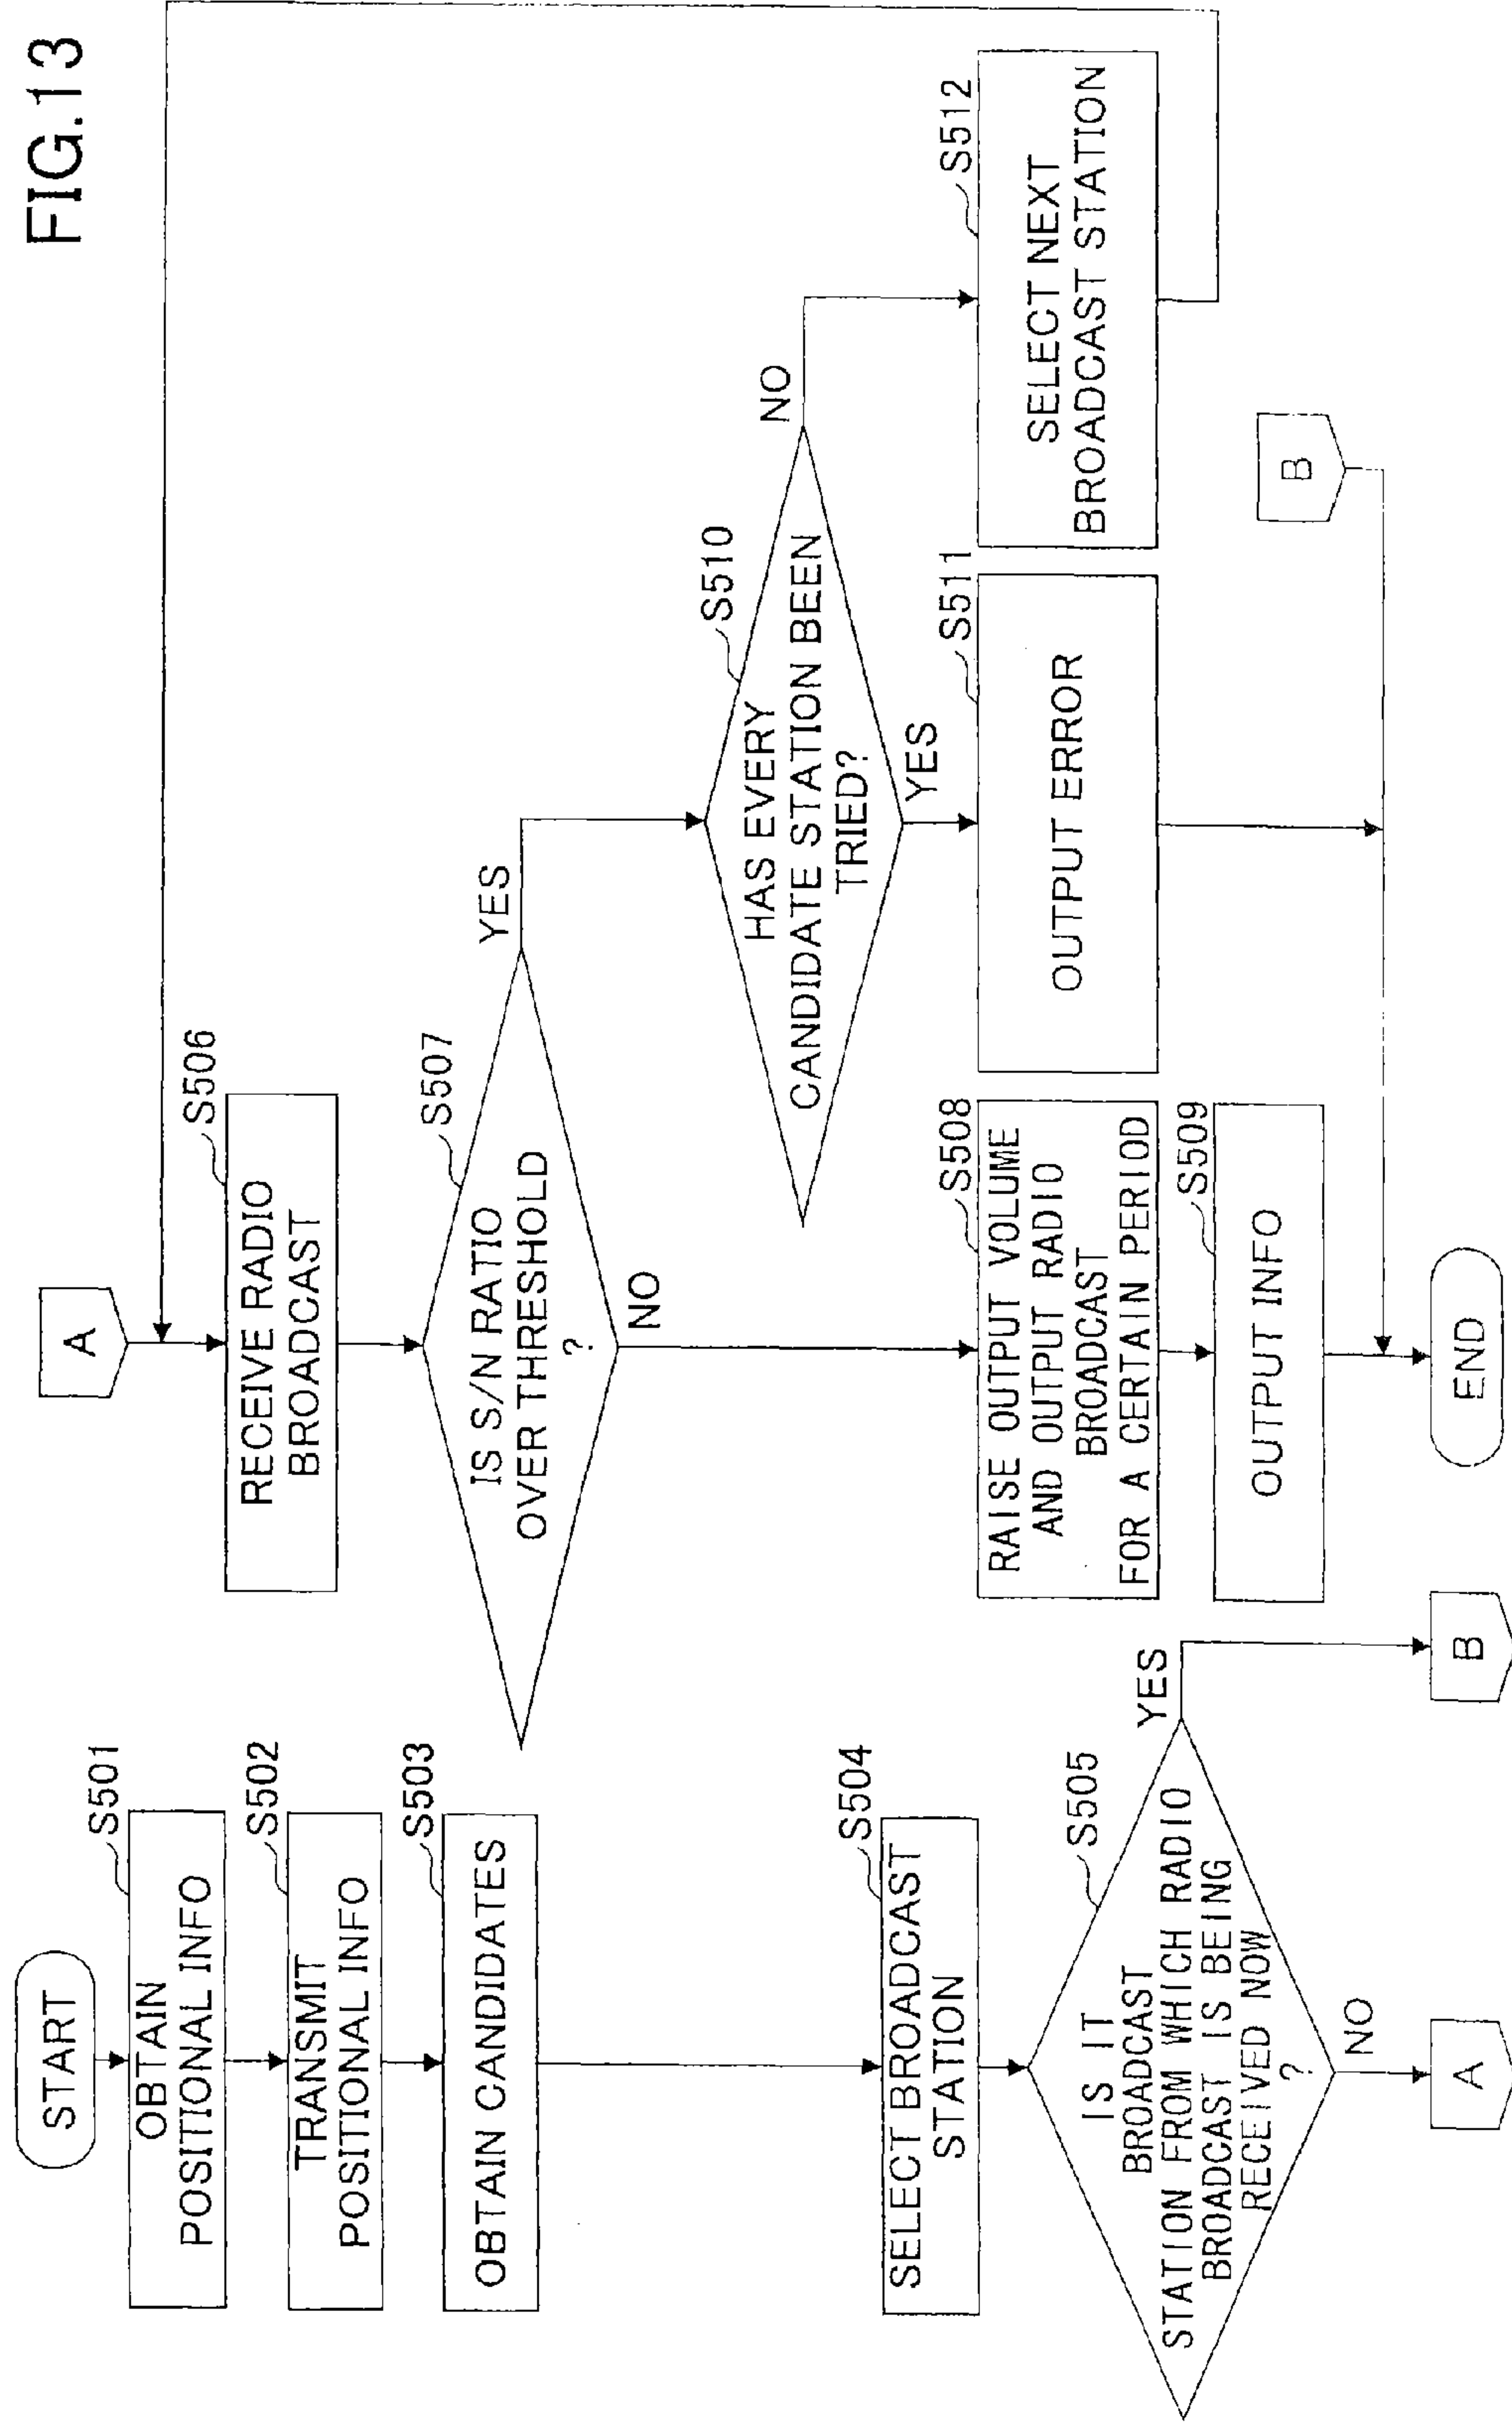 FIG.13
START
S501
OBTAIN
POSITIONAL INFO
S502
TRANSMIT
POSITIONAL INFO
S503
OBTAIN CANDIDATES
S504
SELECT BROADCAST
STATION
S505
IS IT
BROADCAST
STATION FROM WHICH RADIO
BROADCAST IS BEING
RECEIVED NOW
?
YES
NO
A
B
A
S506
RECEIVE RADIO
BROADCAST
S507
IS S/N RATIO
OVER THRESHOLD
?
YES
NO
S508
RAISE OUTPUT VOLUME
AND OUTPUT RADIO
BROADCAST
FOR A CERTAIN PERIOD
S509
OUTPUT INFO
END
S510
HAS EVERY
CANDIDATE STATION BEEN
TRIED?
YES
NO
S511
OUTPUT ERROR
S512
SELECT NEXT
BROADCAST STATION
B